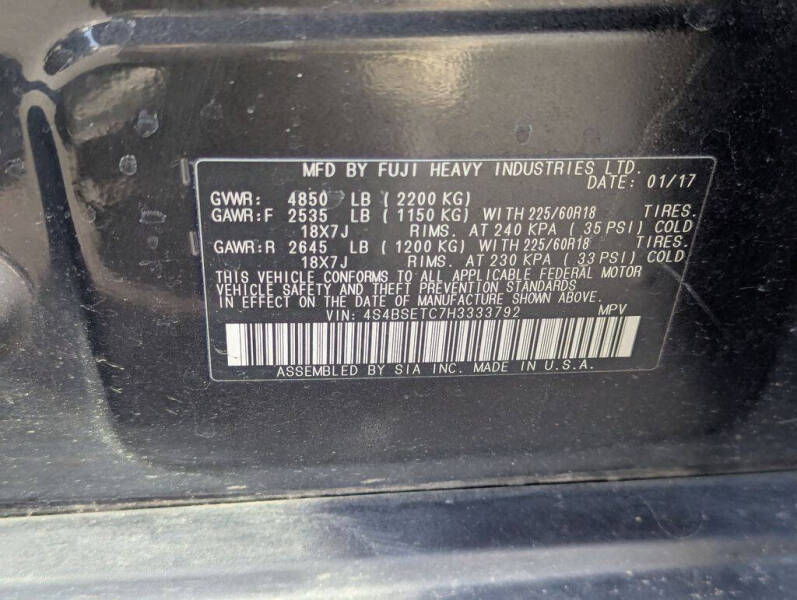 MFD BY FUJI HEAVY INDUSTRIES LTD.
DATE: 01/17
GVWR: 4850 LB ( 2200 KG)
GAWR:F 2535 LB ( 1150 KG) WITH 225/60R18 TIRES.
18X7J RIMS. AT 240 KPA ( 35 PSI) COLD
GAWR:R 2645 LB ( 1200 KG) WITH 225/60R18 TIRES.
18X7J RIMS. AT 230 KPA ( 33 PSI) COLD
THIS VEHICLE CONFORMS TO ALL APPLICABLE FEDERAL MOTOR
VEHICLE SAFETY AND THEFT PREVENTION STANDARDS
IN EFFECT ON THE DATE OF MANUFACTURE SHOWN ABOVE.
VIN: 4S4BSETC7H3333792 MPV
ASSEMBLED BY SIA INC. MADE IN U.S.A.